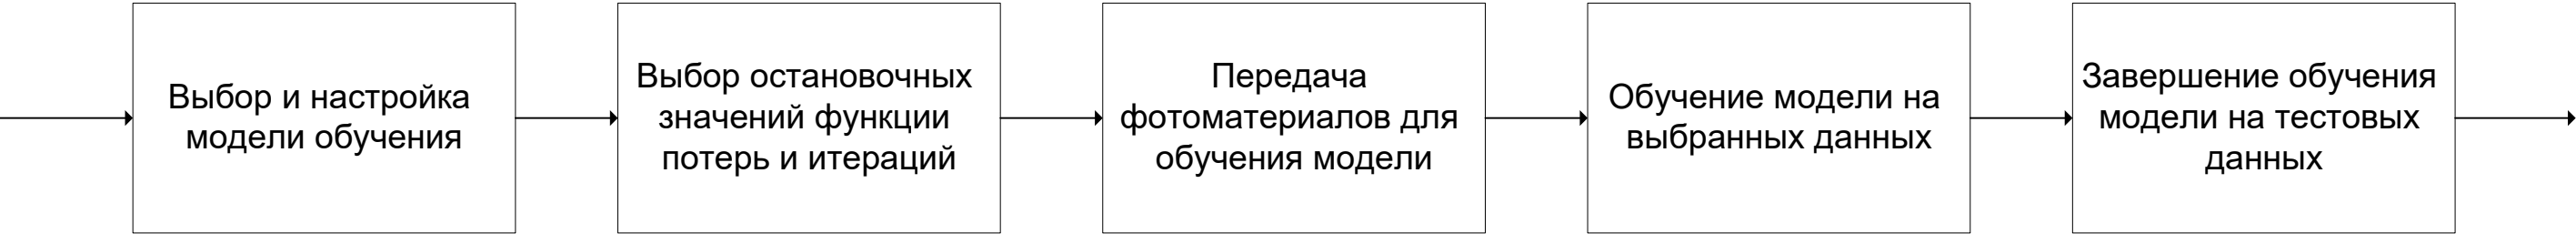 Выбор и настройка
модели обучения
Выбор остановочных
значений функции
потерь и итераций
Передача
фотоматериалов для
обучения модели
Обучение модели на
выбранных данных
Завершение обучения
модели на тестовых
данных